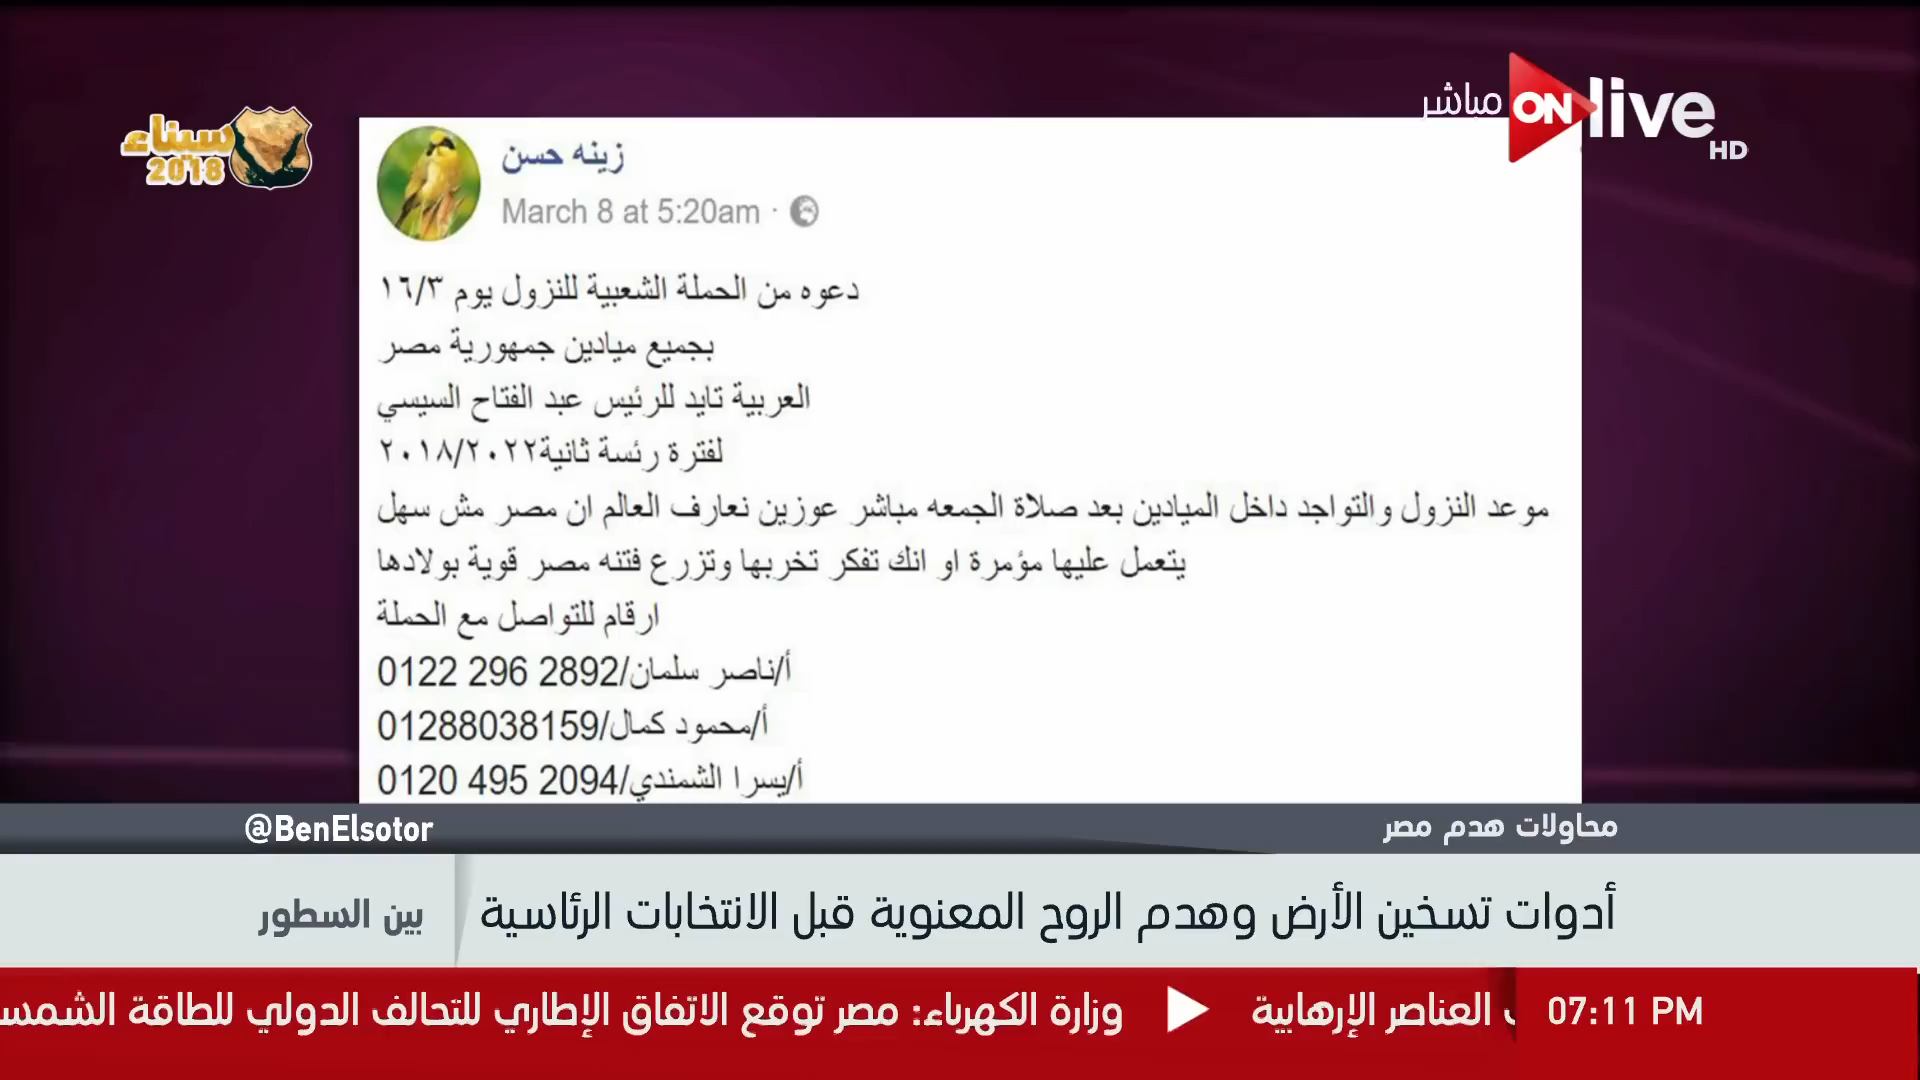 مباشر ON live
HD
سيناء
2018
زينه حسن
March 8 at 5:20am ·
دعوه من الحملة الشعبية للنزول يوم ١٦/٣
بجميع ميادين جمهورية مصر
العربية تايد للرئيس عبد الفتاح السيسي
لفترة رئسة ثانية٢٠١٨/٢٠٢٢
موعد النزول والتواجد داخل الميادين بعد صلاة الجمعه مباشر عوزين نعارف العالم ان مصر مش سهل
يتعمل عليها مؤمرة او انك تفكر تخربها وتزرع فتنه مصر قوية بولادها
ارقام للتواصل مع الحملة
أ/ناصر سلمان/0122 296 2892
أ/محمود كمال/01288038159
أ/يسرا الشمندي/0120 495 2094
محاولات هدم مصر
@BenElsotor
أدوات تسخين الأرض وهدم الروح المعنوية قبل الانتخابات الرئاسية
بين السطور
07:11 PM
العناصر الإرهابية
وزارة الكهرباء: مصر توقع الاتفاق الإطاري للتحالف الدولي للطاقة الشمس